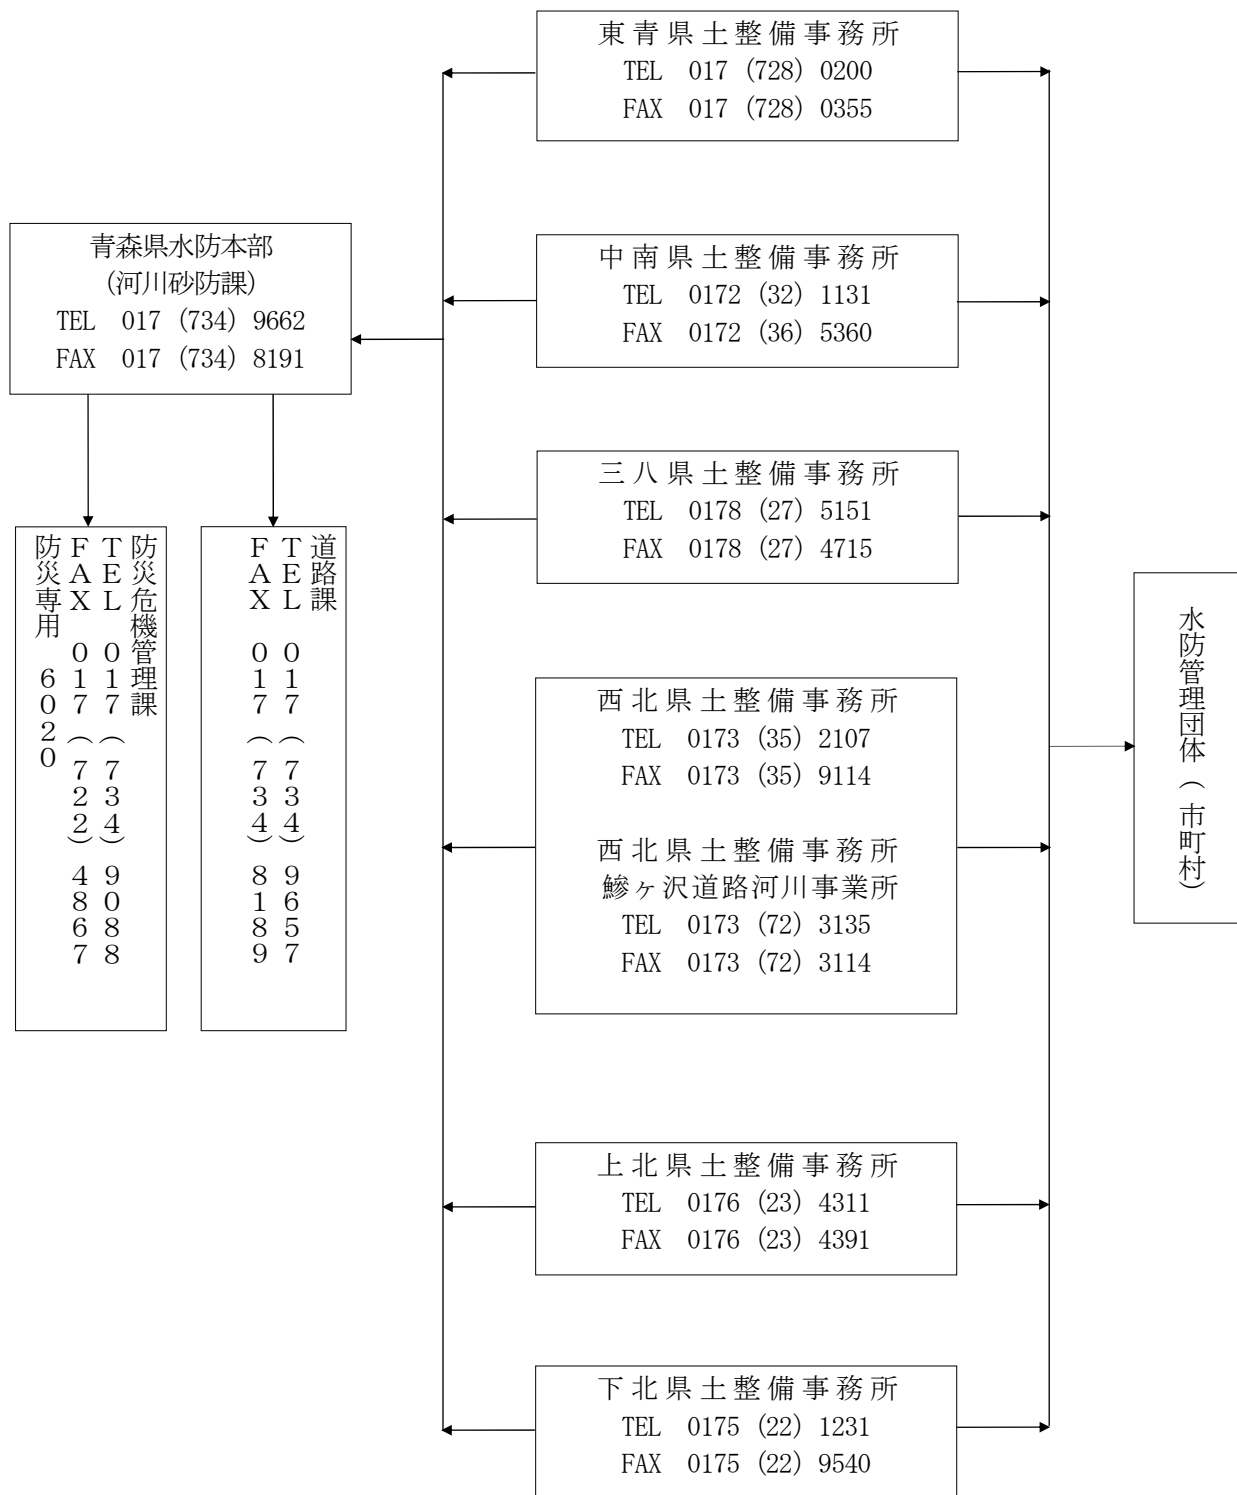 東青県土整備事務所
TEL 017 (728) 0200
FAX 017 (728) 0355
青森県水防本部
(河川砂防課)
TEL 017 (734) 9662
FAX 017 (734) 8191
中南県土整備事務所
TEL 0172 (32) 1131
FAX 0172 (36) 5360
三八県土整備事務所
TEL 0178 (27) 5151
FAX 0178 (27) 4715
防災危機管理課
TEL 017(734)9088
FAX 017(722)4867
防災専用 6020
道路課
TEL 017(734)9657
FAX 017(734)8189
西北県土整備事務所
TEL 0173 (35) 2107
FAX 0173 (35) 9114
西北県土整備事務所
鰺ヶ沢道路河川事業所
TEL 0173 (72) 3135
FAX 0173 (72) 3114
水防管理団体(市町村)
上北県土整備事務所
TEL 0176 (23) 4311
FAX 0176 (23) 4391
下北県土整備事務所
TEL 0175 (22) 1231
FAX 0175 (22) 9540